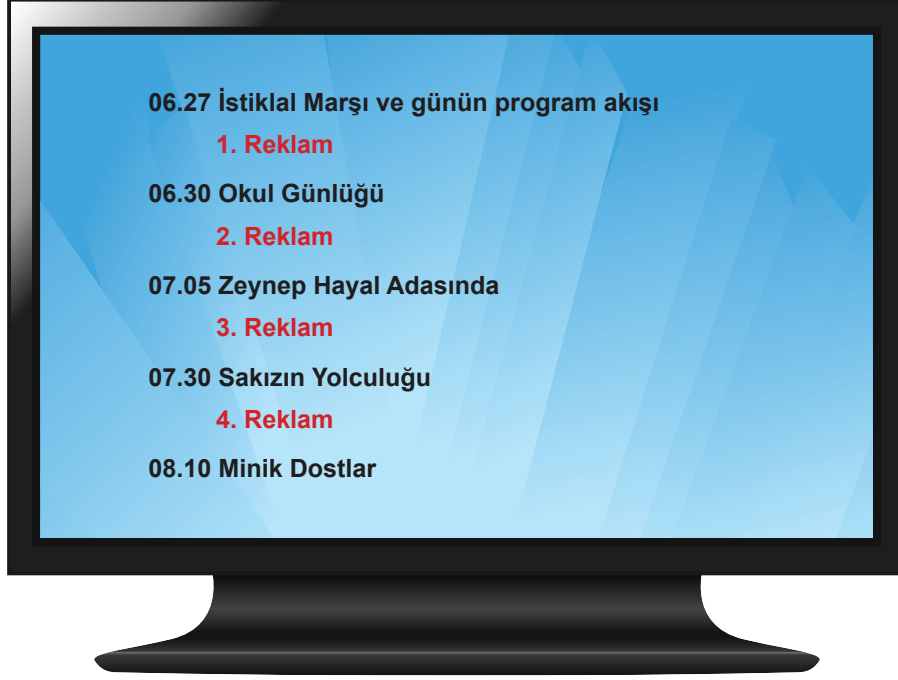 06.27 İstiklal Marşı ve günün program akışı
1. Reklam
06.30 Okul Günlüğü
2. Reklam
07.05 Zeynep Hayal Adasında
3. Reklam
07.30 Sakızın Yolculuğu
4. Reklam
08.10 Minik Dostlar